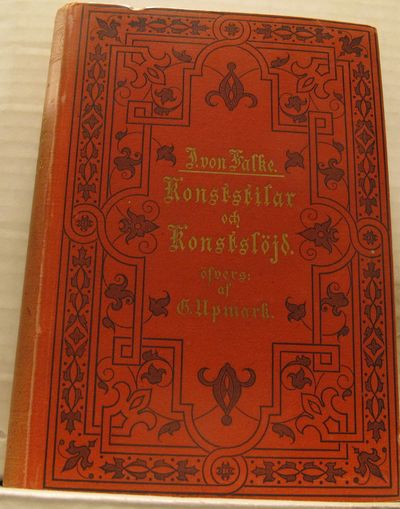 J. von Falke.
Konststilar
och
Konstslöjd.
öfvers:
af
G. Upmark.